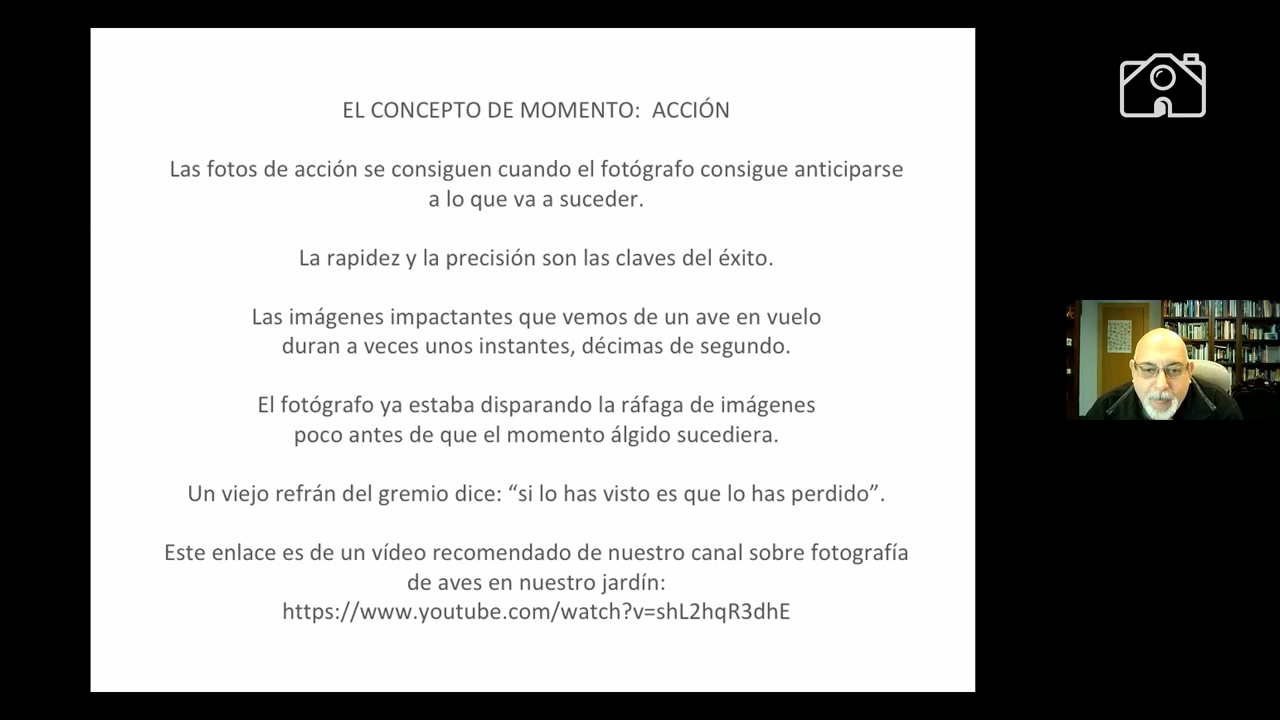 EL CONCEPTO DE MOMENTO: ACCIÓN
Las fotos de acción se consiguen cuando el fotógrafo consigue anticiparse
a lo que va a suceder.
La rapidez y la precisión son las claves del éxito.
Las imágenes impactantes que vemos de un ave en vuelo
duran a veces unos instantes, décimas de segundo.
El fotógrafo ya estaba disparando la ráfaga de imágenes
poco antes de que el momento álgido sucediera.
Un viejo refrán del gremio dice: “si lo has visto es que lo has perdido”.
Este enlace es de un vídeo recomendado de nuestro canal sobre fotografía
de aves en nuestro jardín:
https://www.youtube.com/watch?v=shL2hqR3dhE